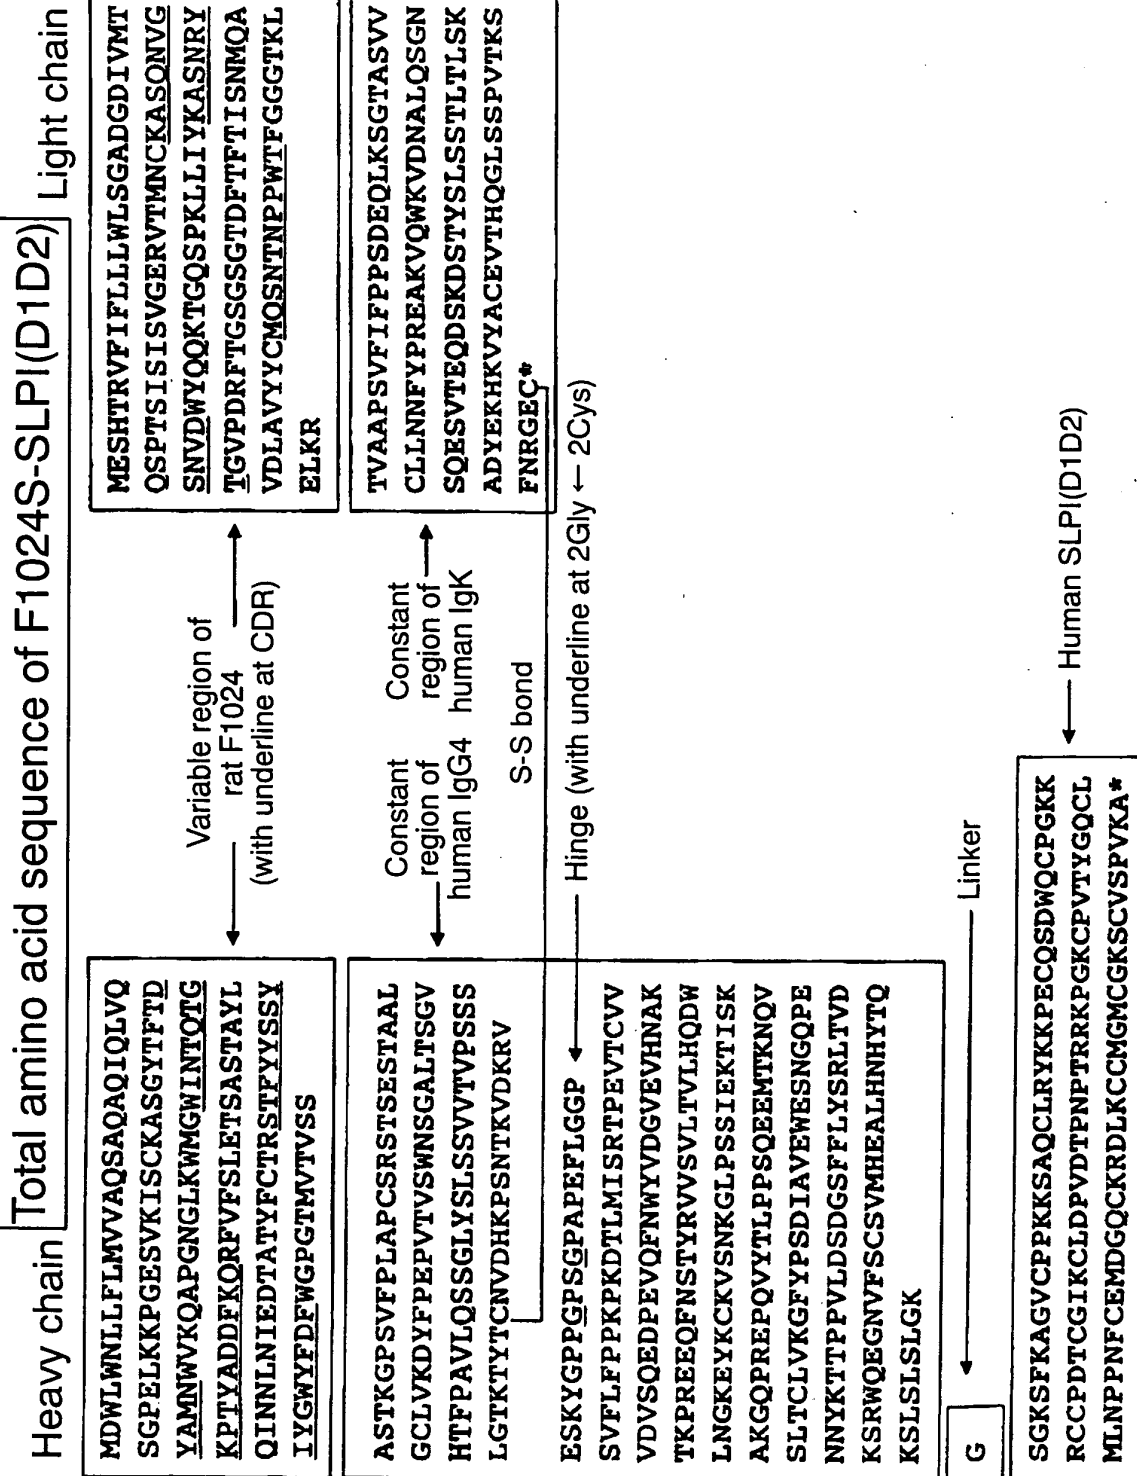 Total amino acid sequence of F1024S-SLPI(D1D2)
Heavy chain
MDWLWNLLFLMVVAQSAQAQIQLVQ
SGPELKKPGESVKISCKASGYTFTD
YAMNWVKQAPGNGLKWMGWINTQTG
KPTYADDFKQRFVFSLETSASTAYL
QINNLNIEDTATYFCTRSTFYYSSY
IYGWYFDFWGPGTMVTVSS
Variable region of
rat F1024
(with underline at CDR)
Light chain
MESHTRVFIFLLLWLSGADGDIVMT
QSPTSISISVGERVTMNCKASQNVG
SNVDWYQQKTGQSPKLLIYKASNRY
TGVPDRFTGSGSGTDFTFTISNMQA
VDLAVYYCMQSNTNPPWTFGGGTKL
ELKR
ASTKGPSVFPLAPCSRSTSESTAAL
GCLVKDYFPEPVTVSWNSGALTSGV
HTFPAVLQSSGLYSLSSVVTVPSSS
LGTKTYTCNVDHKPSNTKVDKRV
Constant
region of
human IgG4
Constant
region of
human IgK
TVAAPSVFIFPPSDEQLKSGTASVV
CLLNNFYPREAKVQWKVDNALQSGN
SQESVTEQDSKDSTYSLSSTLTLSK
ADYEKHKVYACEVTHQGLSSPVTKS
FNRGEC*
S-S bond
ESKYGPPGPSGPAPEFLGGP
Hinge (with underline at 2Gly ← 2Cys)
SVFLFPPKPKDTLMISRTPEVTCVV
VDVSQEDPEVQFNWYVDGVEVHNAK
TKPREEQFNSTYRVVSVLTVLHQDW
LNGKEYKCKVSNKGLPSSIEKTISK
AKGQPREPQVYTLPPSQEEMTKNQV
SLTCLVKGFYPSDIAVEWESNGQPE
NNYKTTPPVLDSDGSFFLYSRLTVD
KSRWQEGNVFSCSVMHEALHNHYTQ
KSLSLSLGK
G
Linker
SGKSFKAGVCPPKKSAQCLRYKKPECQSDWQCPGKK
RCCPDTCGIKCLDPVDTPNPTRRKPGKCPVTYGQCL
MLNPPNFCEMDGQCKRDLKCCMGMCGKSCVSPVKA*
Human SLPI(D1D2)